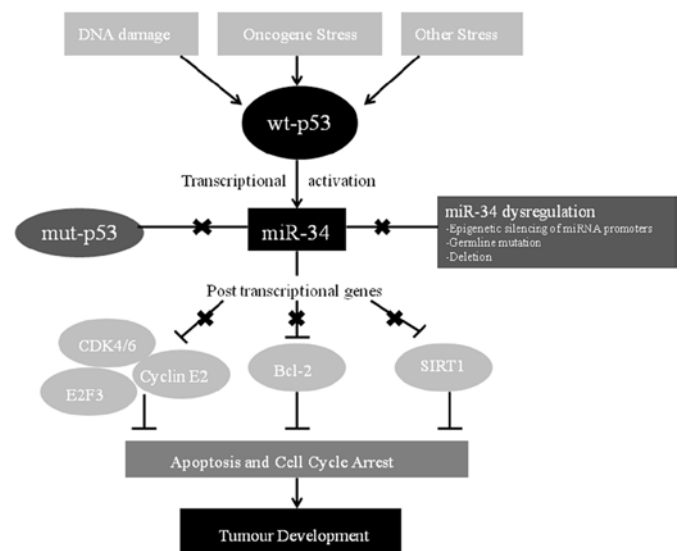 DNA damage
Oncogene Stress
Other Stress
wt-p53
Transcriptional activation
mut-p53
miR-34
miR-34 dysregulation
-Epigenetic silencing of miRNA promoters
-Germline mutation
-Deletion
Post transcriptional genes
CDK4/6
Cyclin E2
E2F3
Bcl-2
SIRT1
Apoptosis and Cell Cycle Arrest
Tumour Development